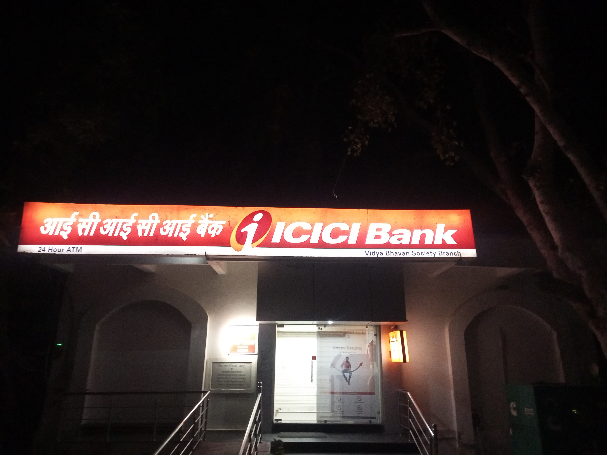 आई सी आई सी आई बैंक
ICICI Bank
24 Hour ATM
Vidya Bhavan Society Branch